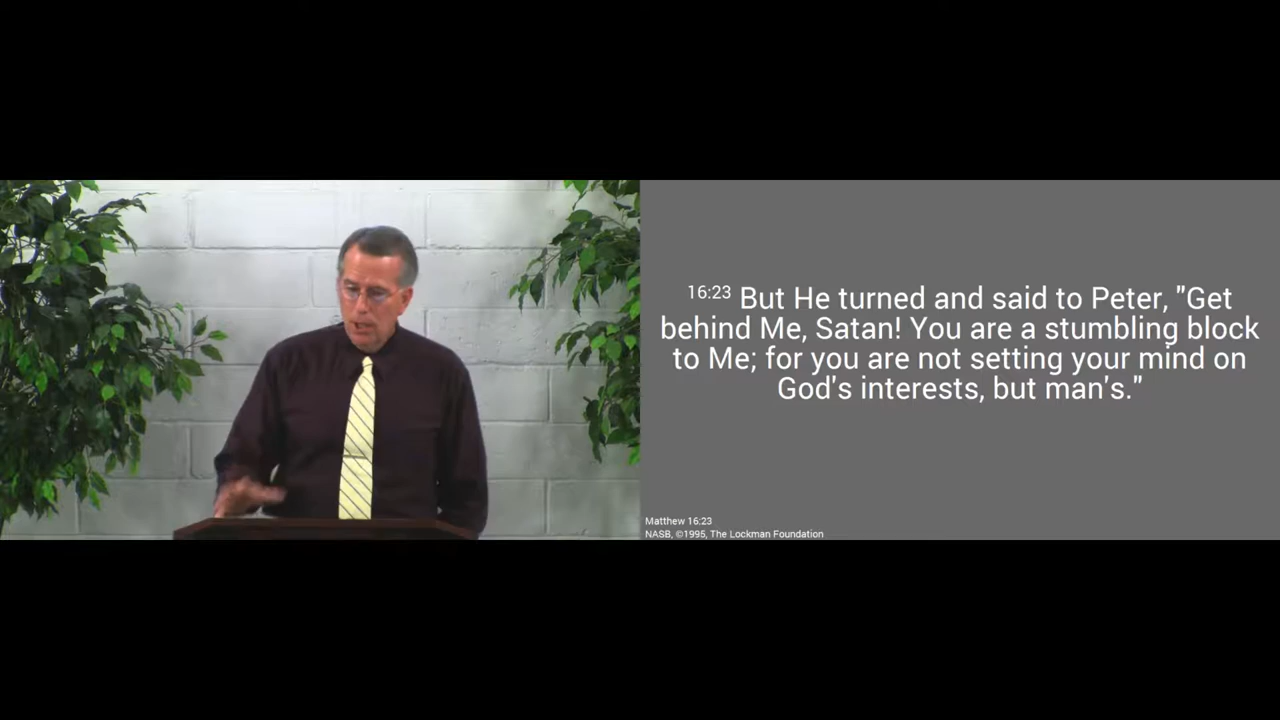 16:23 But He turned and said to Peter, "Get
behind Me, Satan! You are a stumbling block
to Me; for you are not setting your mind on
God's interests, but man's."
Matthew 16:23
NASB, ©1995, The Lockman Foundation